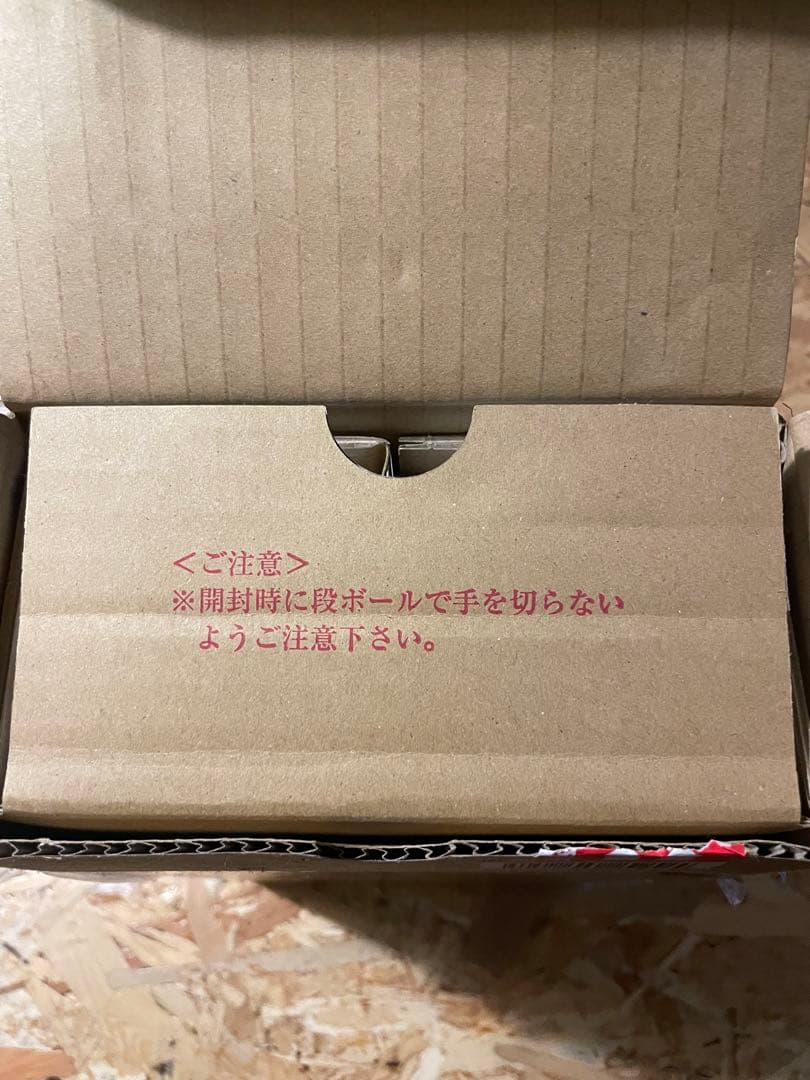 ＜ご注意＞
※開封時に段ボールで手を切らない
ようご注意下さい。